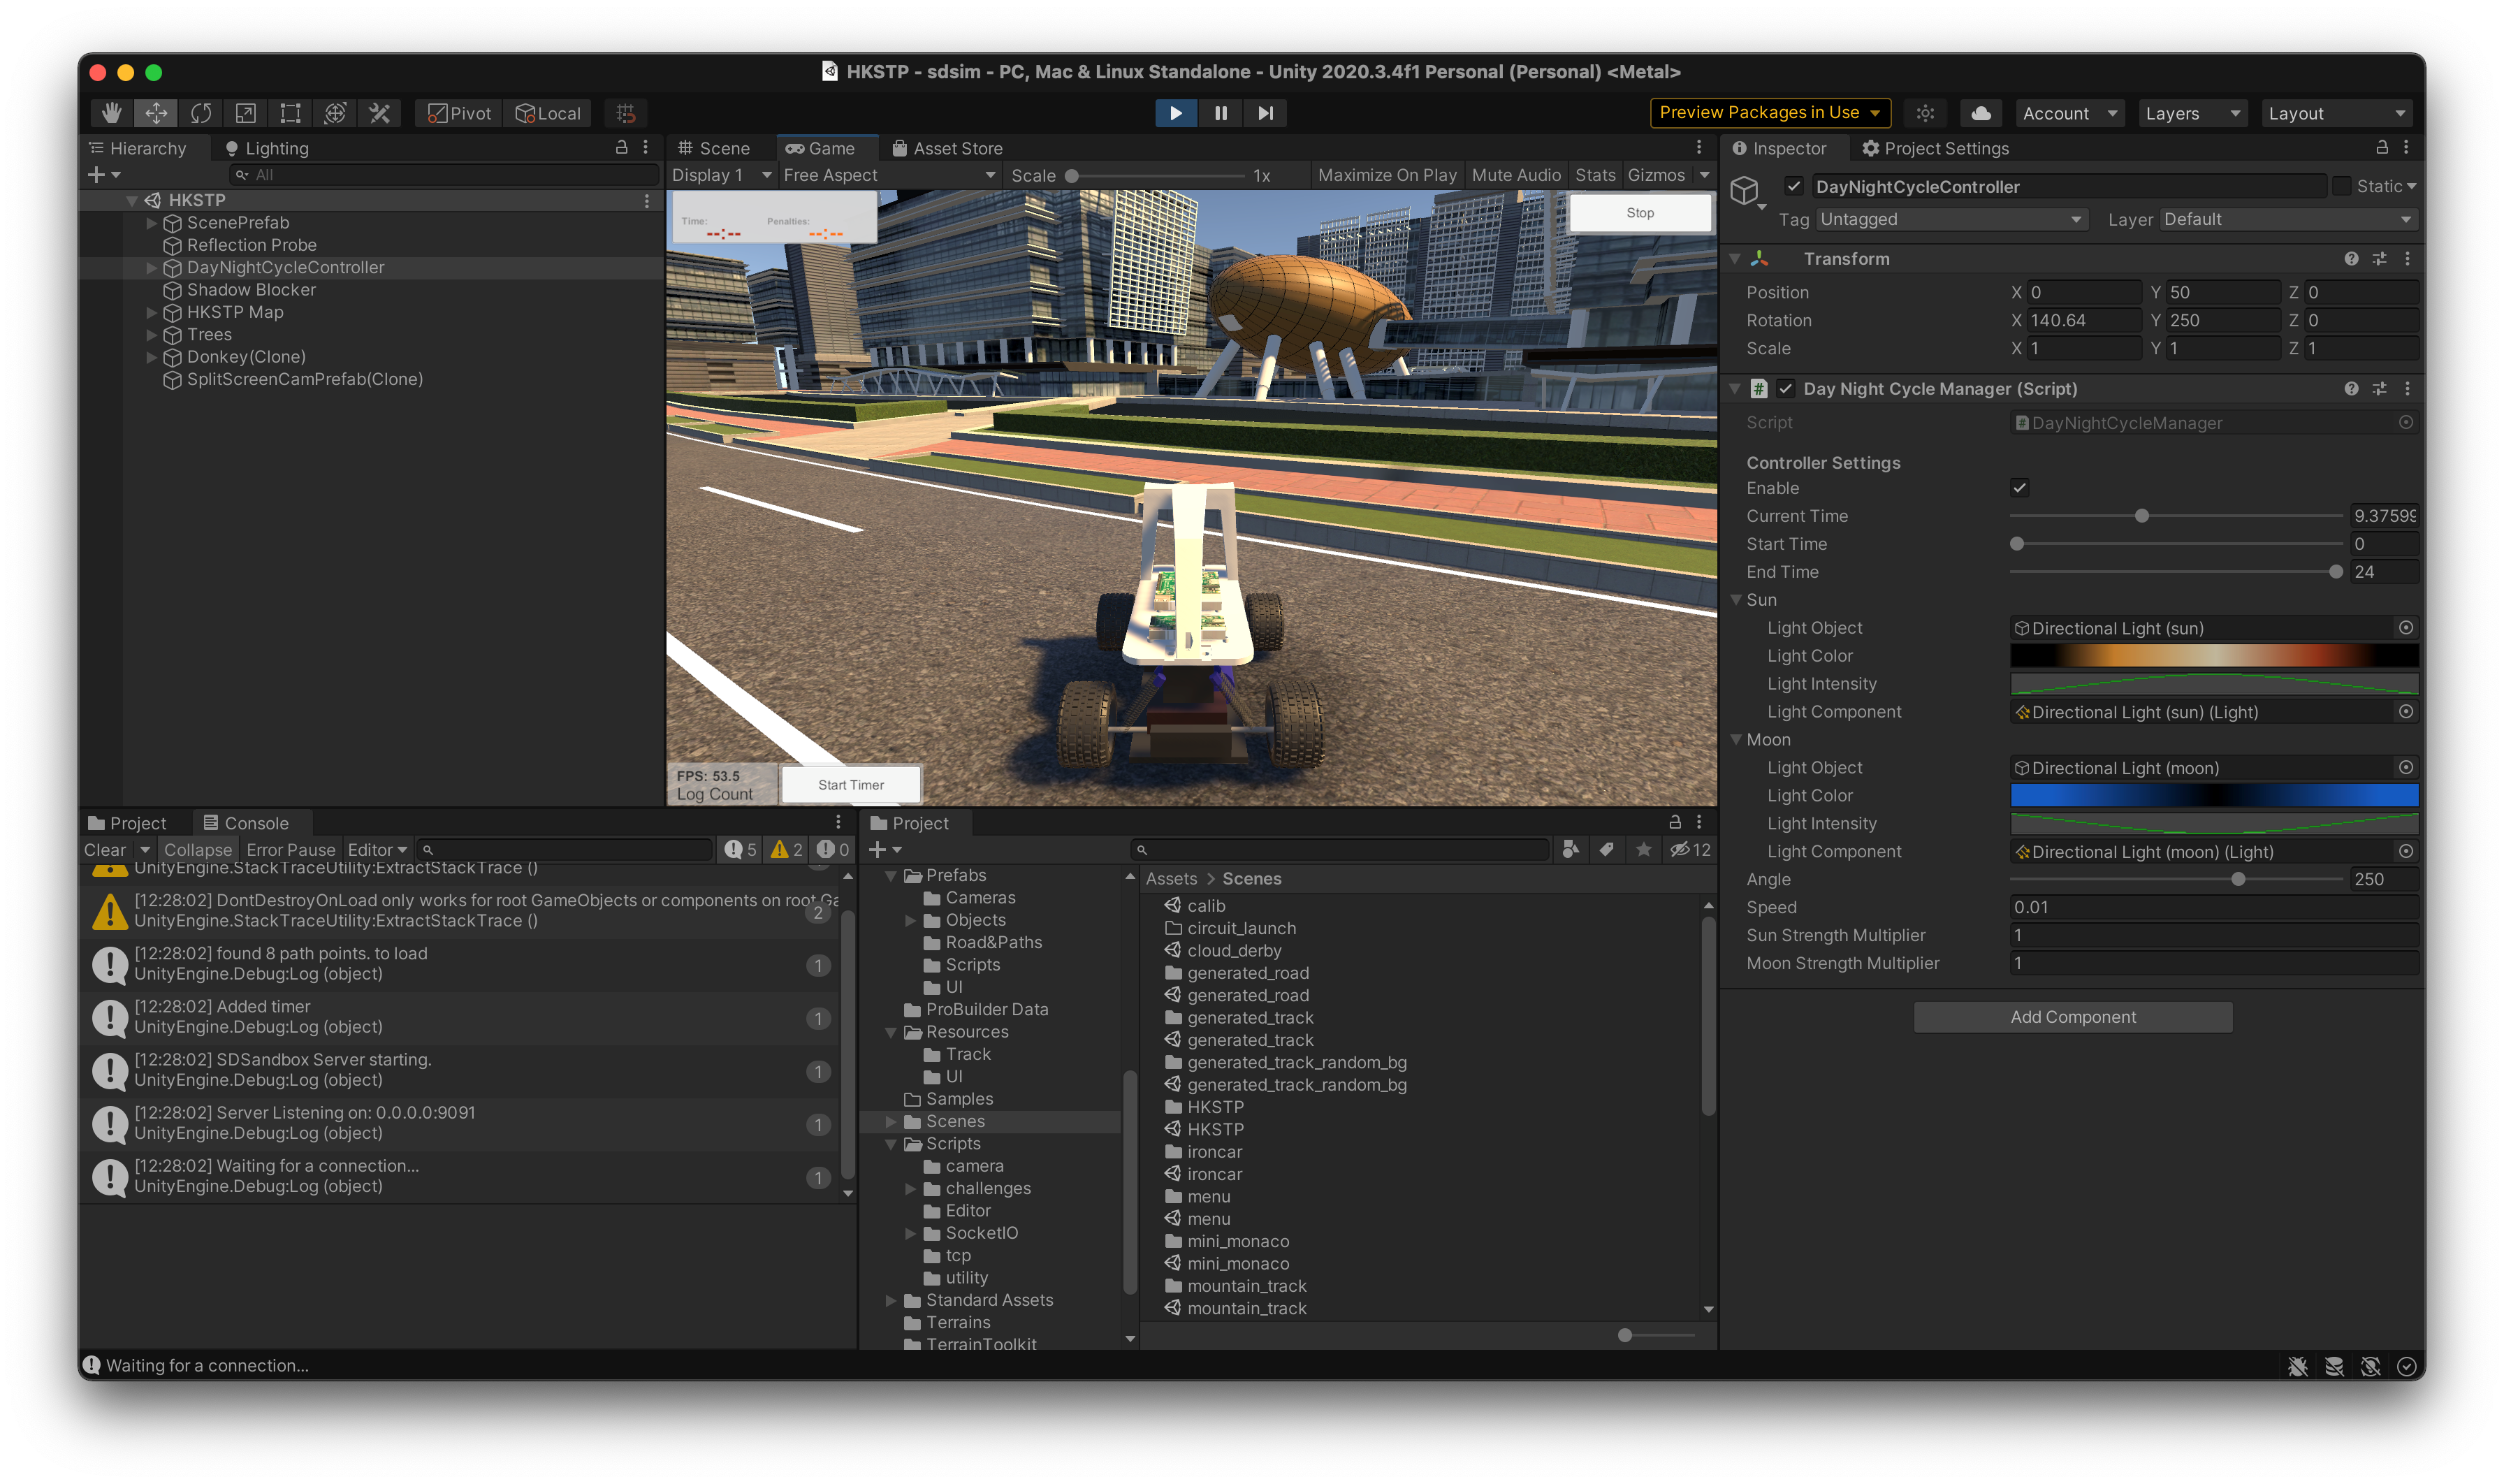 HKSTP - sdsim - PC, Mac & Linux Standalone - Unity 2020.3.4f1 Personal (Personal) <Metal>
Pivot Local Preview Packages in Use Account Layers Layout
Hierarchy Lighting
All
HKSTP
ScenePrefab
Reflection Probe
DayNightCycleController
Shadow Blocker
HKSTP Map
Trees
Donkey(Clone)
SplitScreenCamPrefab(Clone)
Scene Game Asset Store
Display 1 Free Aspect Scale 1x Maximize On Play Mute Audio Stats Gizmos
Time: Penalties:
--:-- --:--
Stop
FPS: 53.5
Log Count
Start Timer
Inspector Project Settings
DayNightCycleController Static
Tag Untagged Layer Default
Transform
Position X 0 Y 50 Z 0
Rotation X 140.64 Y 250 Z 0
Scale X 1 Y 1 Z 1
# Day Night Cycle Manager (Script)
Script # DayNightCycleManager
Controller Settings
Enable
Current Time 9.37599
Start Time 0
End Time 24
Sun
Light Object Directional Light (sun)
Light Color
Light Intensity
Light Component Directional Light (sun) (Light)
Moon
Light Object Directional Light (moon)
Light Color
Light Intensity
Light Component Directional Light (moon) (Light)
Angle 250
Speed 0.01
Sun Strength Multiplier 1
Moon Strength Multiplier 1
Add Component
Project Console
Clear Collapse Error Pause Editor 5 2 0
UnityEngine.StackTraceUtility:ExtractStackTrace ()
[12:28:02] DontDestroyOnLoad only works for root GameObjects or components on root Ga
UnityEngine.StackTraceUtility:ExtractStackTrace () 2
[12:28:02] found 8 path points. to load
UnityEngine.Debug:Log (object) 1
[12:28:02] Added timer
UnityEngine.Debug:Log (object) 1
[12:28:02] SDSandbox Server starting.
UnityEngine.Debug:Log (object) 1
[12:28:02] Server Listening on: 0.0.0.0:9091
UnityEngine.Debug:Log (object) 1
[12:28:02] Waiting for a connection...
UnityEngine.Debug:Log (object) 1
Project
12
Prefabs
Cameras
Objects
Road&Paths
Scripts
UI
ProBuilder Data
Resources
Track
UI
Samples
Scenes
Scripts
camera
challenges
Editor
SocketIO
tcp
utility
Standard Assets
Terrains
TerrainToolkit
Assets > Scenes
calib
circuit_launch
cloud_derby
generated_road
generated_road
generated_track
generated_track
generated_track_random_bg
generated_track_random_bg
HKSTP
HKSTP
ironcar
ironcar
menu
menu
mini_monaco
mini_monaco
mountain_track
mountain_track
Waiting for a connection...